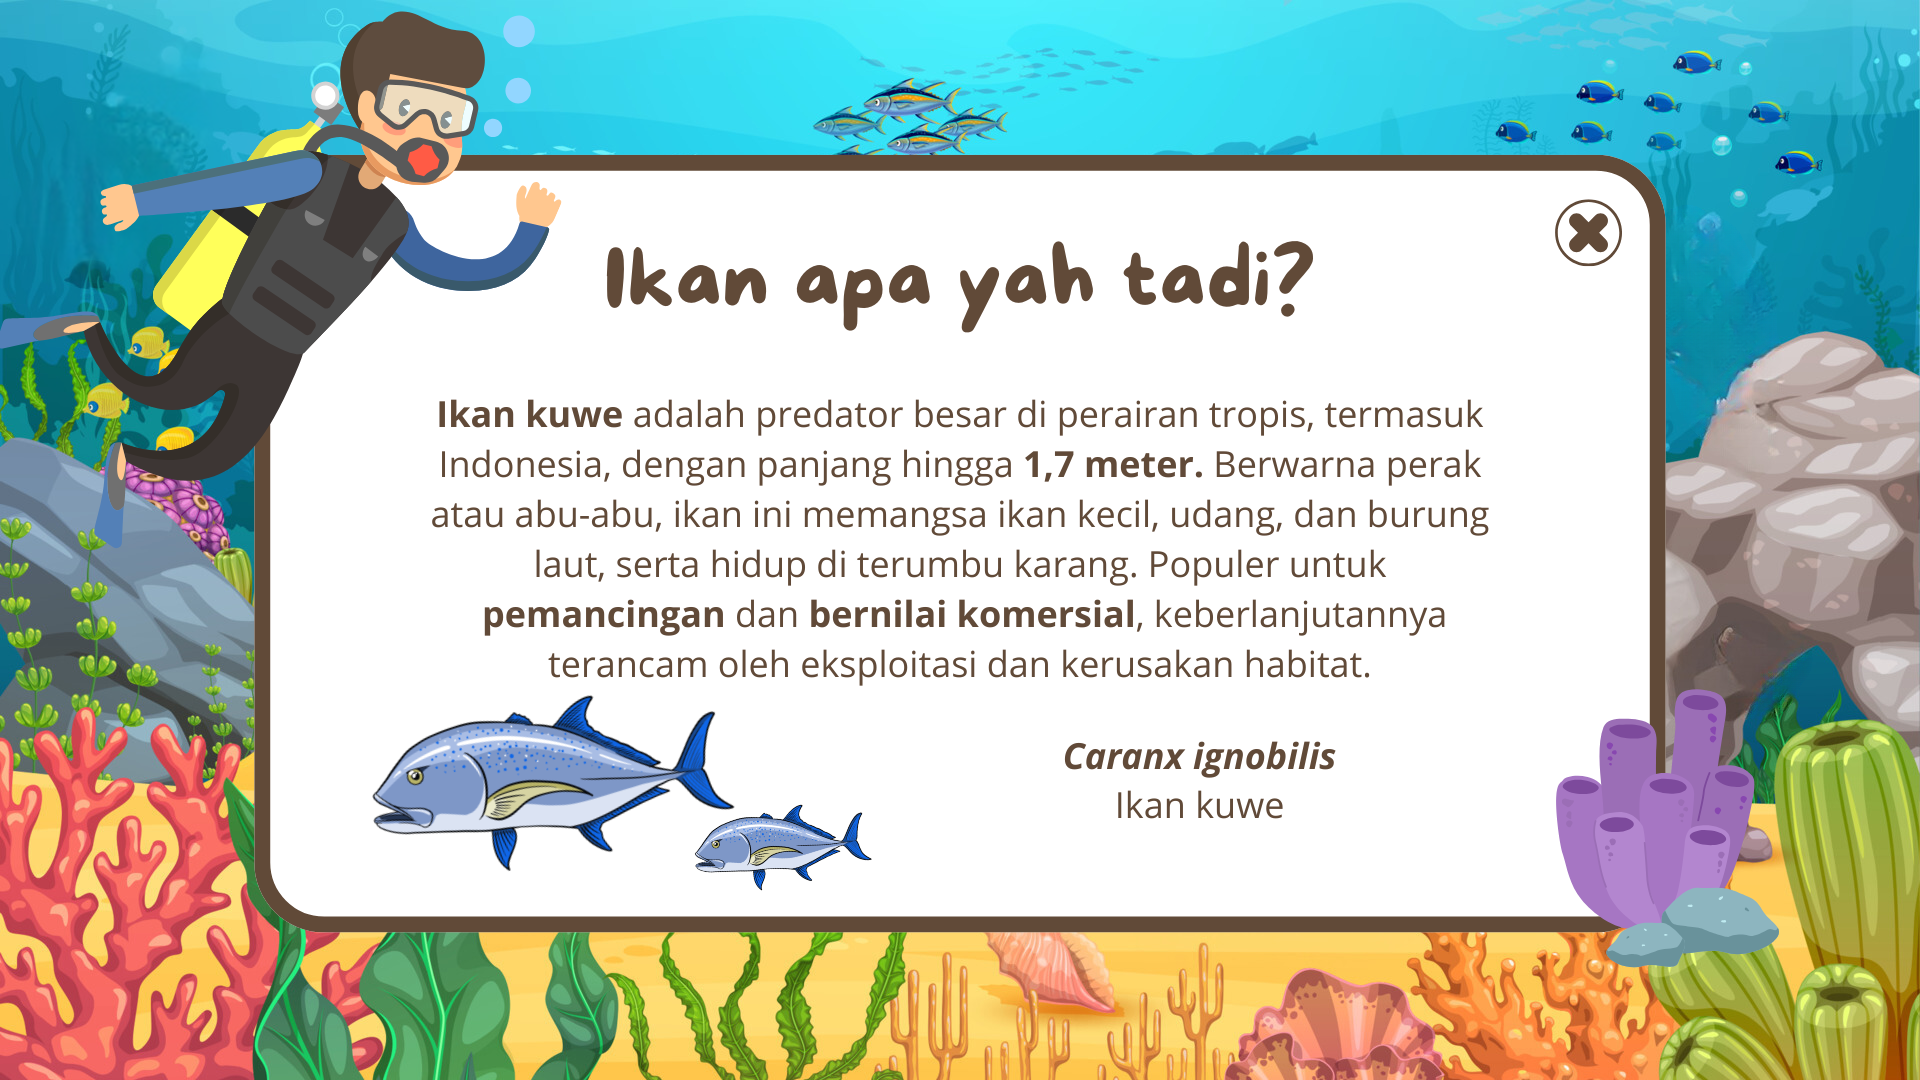 Ikan apa yah tadi?
Ikan kuwe adalah predator besar di perairan tropis, termasuk
Indonesia, dengan panjang hingga 1,7 meter. Berwarna perak
atau abu-abu, ikan ini memangsa ikan kecil, udang, dan burung
laut, serta hidup di terumbu karang. Populer untuk
pemancingan dan bernilai komersial, keberlanjutannya
terancam oleh eksploitasi dan kerusakan habitat.
Caranx ignobilis
Ikan kuwe